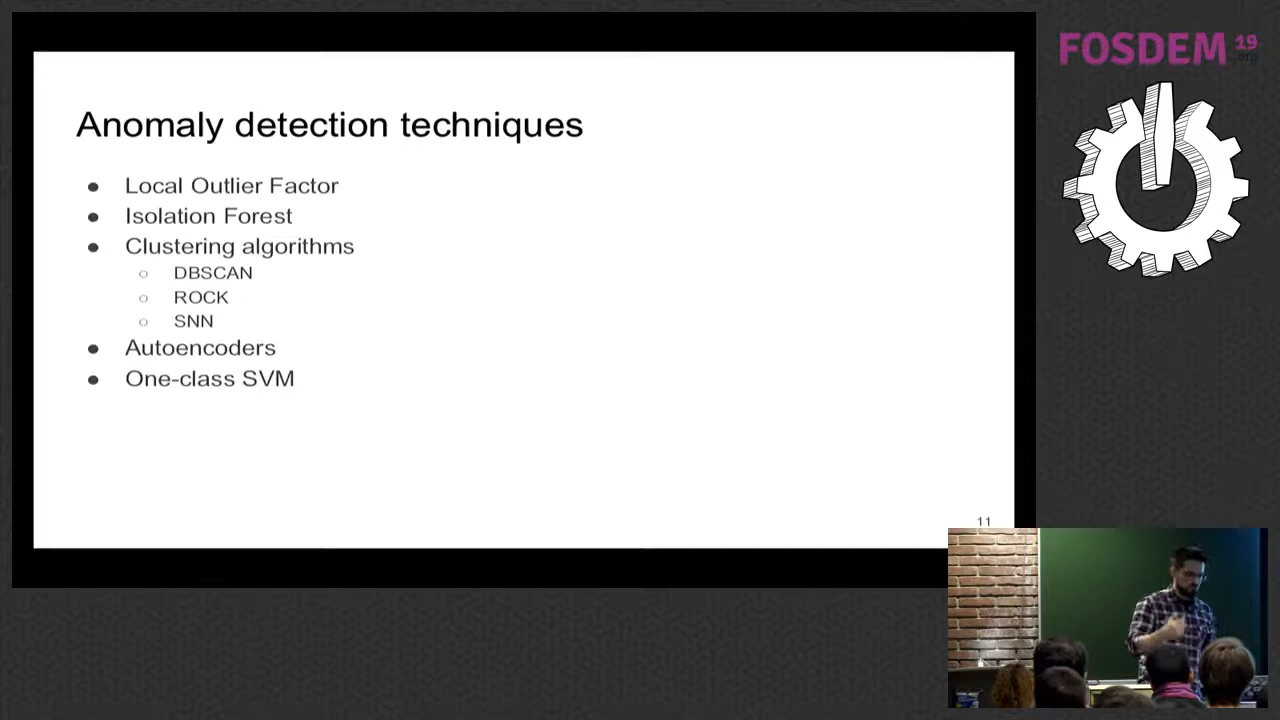 FOSDEM 19
.org
Anomaly detection techniques
● Local Outlier Factor
● Isolation Forest
● Clustering algorithms
○ DBSCAN
○ ROCK
○ SNN
● Autoencoders
● One-class SVM
11